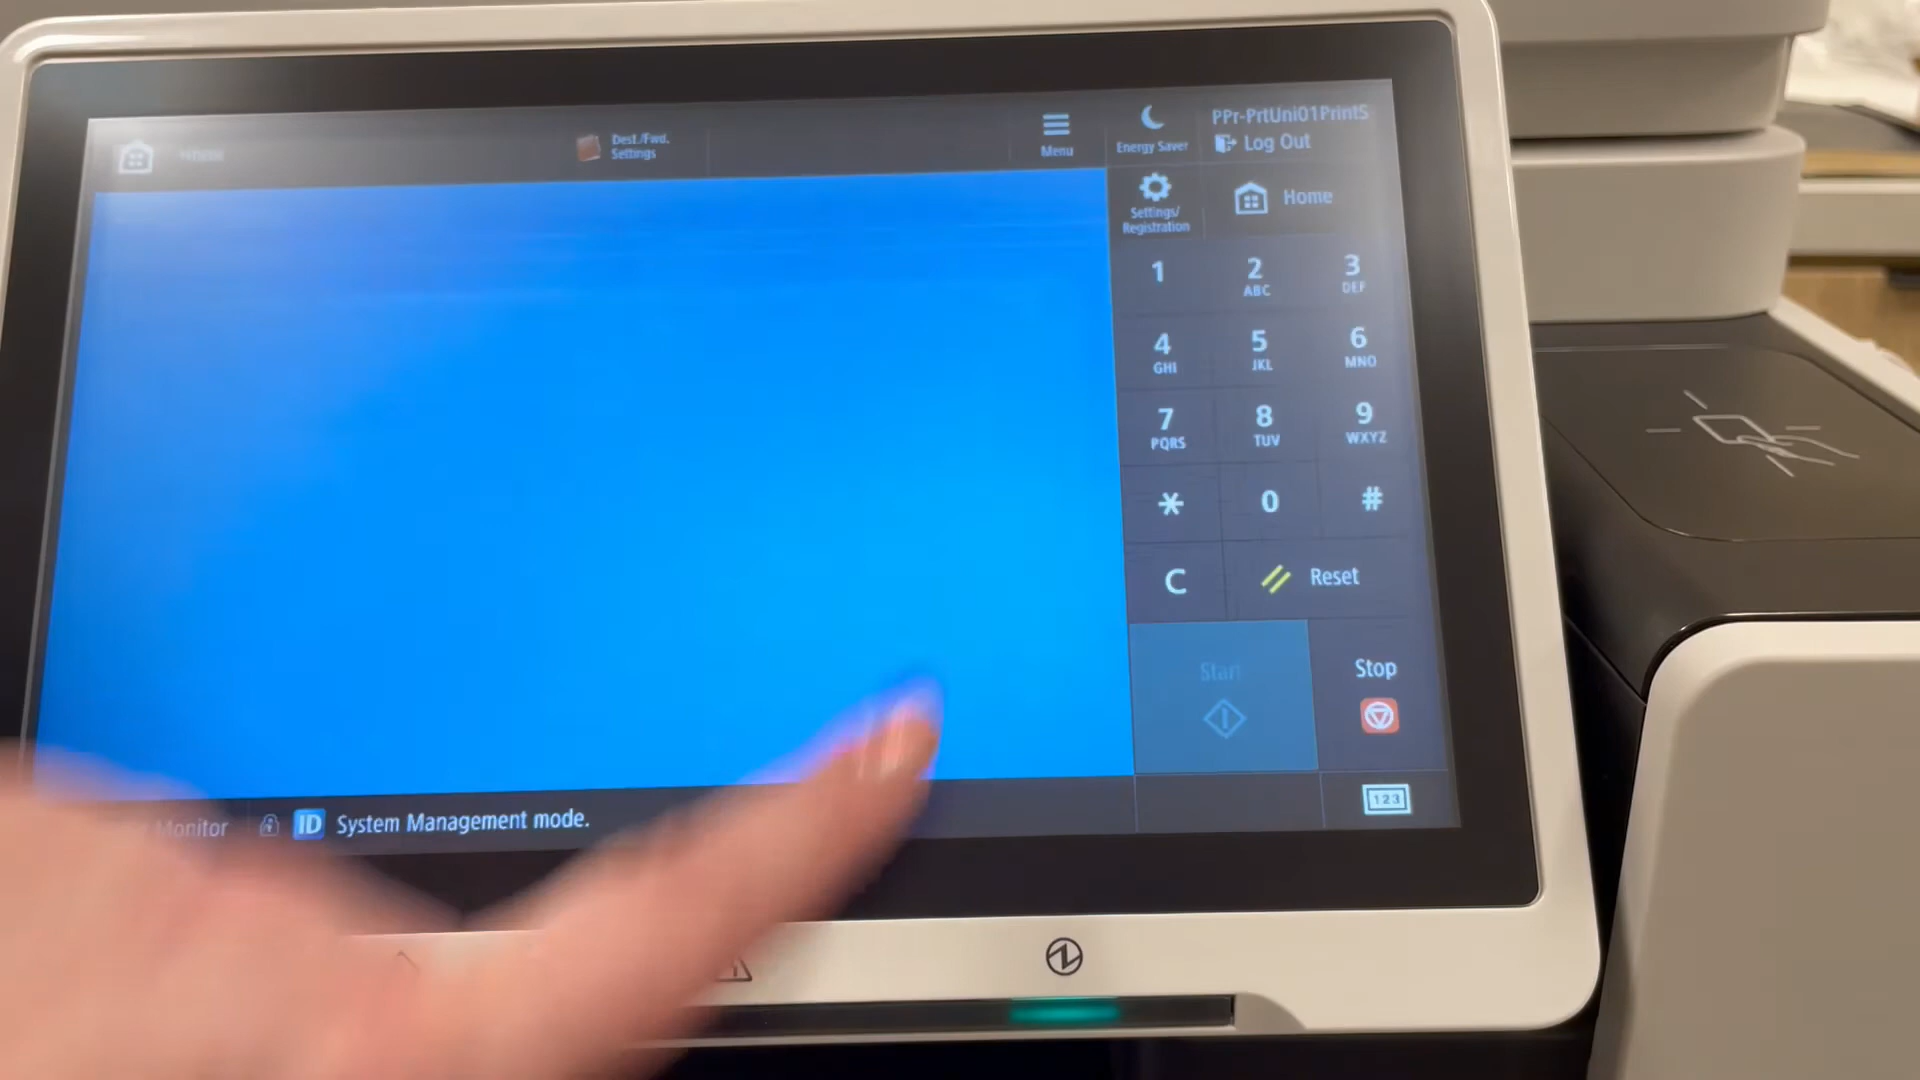 Dest./Fwd.
Settings
Menu
Energy Saver
PPr-PrtUni01PrintS
Log Out
Settings/
Registration
Home
1
2
ABC
3
DEF
4
GHI
5
JKL
6
MNO
7
PQRS
8
TUV
9
WXYZ
*
0
#
C
Reset
Start
Stop
Monitor
ID
System Management mode.
123